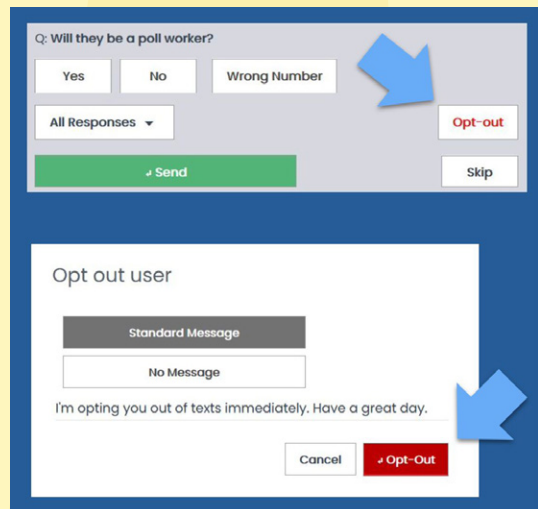 Q: Will they be a poll worker?
Yes No Wrong Number
All Responses Opt-out
Send Skip
Opt out user
Standard Message
No Message
I'm opting you out of texts immediately. Have a great day.
Cancel Opt-Out